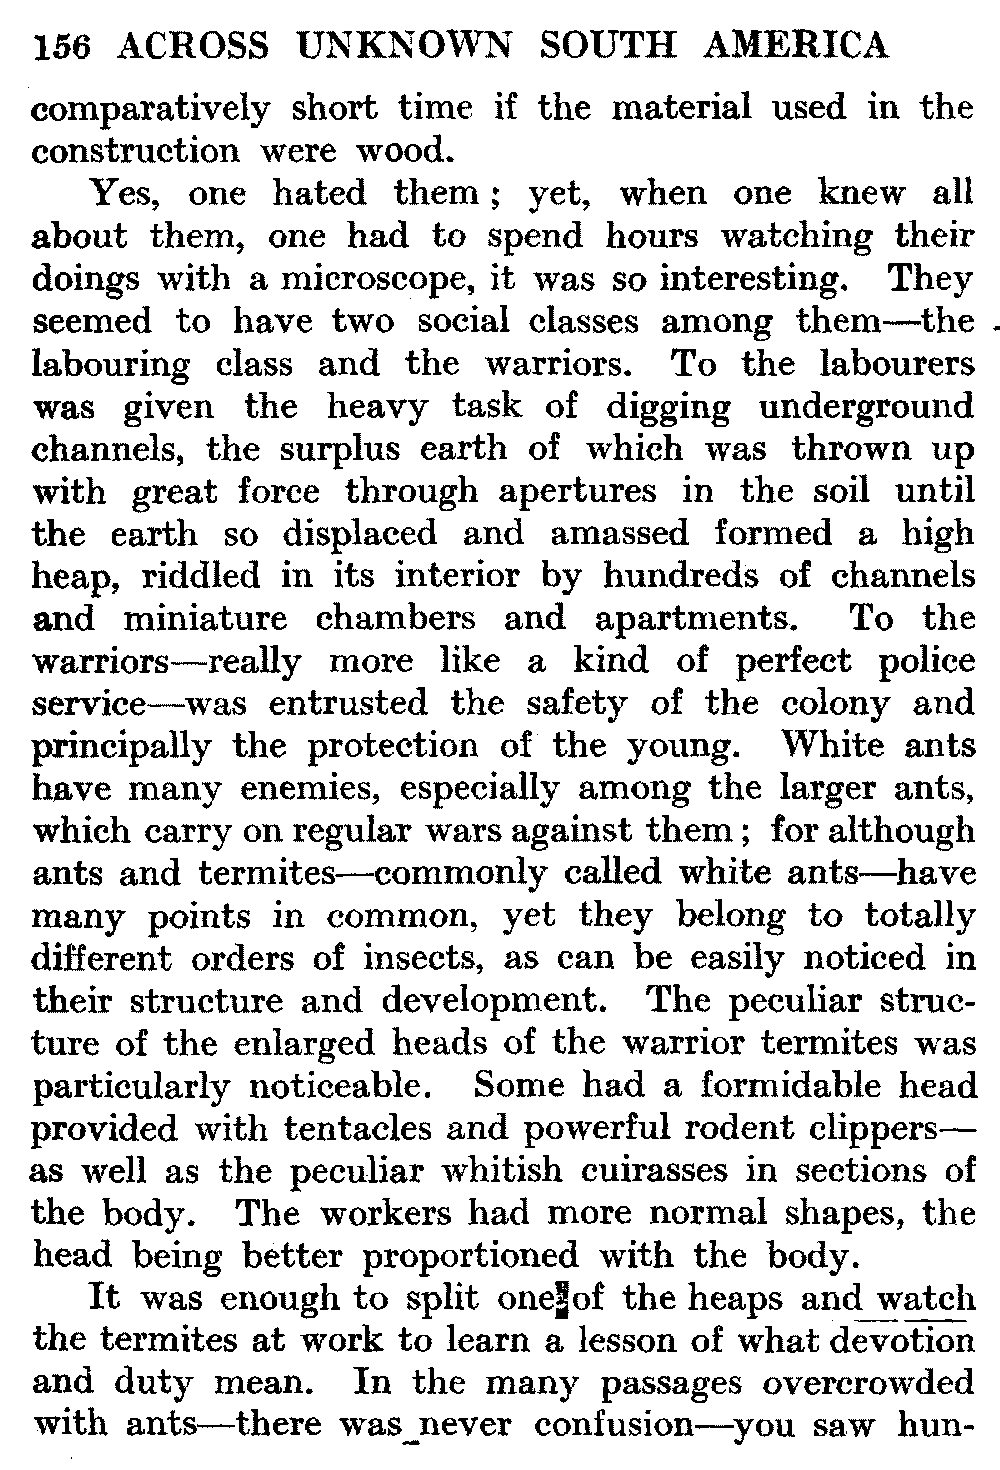 156 ACROSS UNKNOWN SOUTH AMERICA
comparatively short time if the material used in the
construction were wood.
Yes, one hated them ; yet, when one knew all
about them, one had to spend hours watching their
doings with a microscope, it was so interesting. They
seemed to have two social classes among them—the
labouring class and the warriors. To the labourers
was given the heavy task of digging underground
channels, the surplus earth of which was thrown up
with great force through apertures in the soil until
the earth so displaced and amassed formed a high
heap, riddled in its interior by hundreds of channels
and miniature chambers and apartments. To the
warriors—really more like a kind of perfect police
service—was entrusted the safety of the colony and
principally the protection of the young. White ants
have many enemies, especially among the larger ants,
which carry on regular wars against them ; for although
ants and termites—commonly called white ants—have
many points in common, yet they belong to totally
different orders of insects, as can be easily noticed in
their structure and development. The peculiar struc-
ture of the enlarged heads of the warrior termites was
particularly noticeable. Some had a formidable head
provided with tentacles and powerful rodent clippers—
as well as the peculiar whitish cuirasses in sections of
the body. The workers had more normal shapes, the
head being better proportioned with the body.
It was enough to split one of the heaps and watch
the termites at work to learn a lesson of what devotion
and duty mean. In the many passages overcrowded
with ants—there was never confusion—you saw hun-